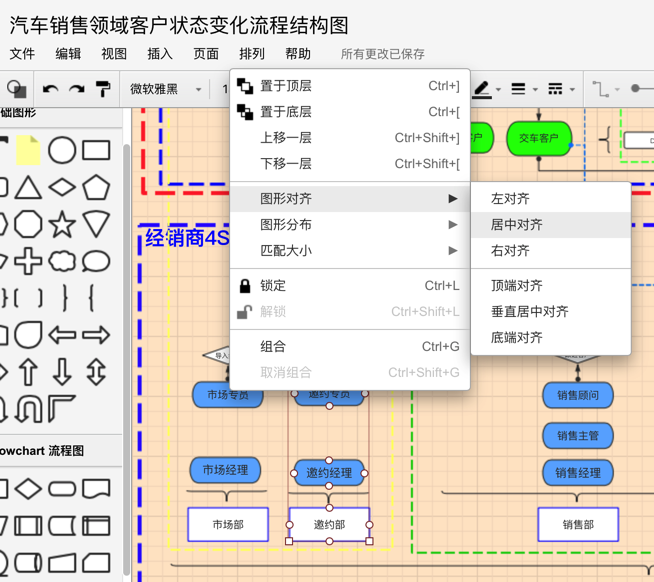 汽车销售领域客户状态变化流程结构图
文件 编辑 视图 插入 页面 排列 帮助 所有更改已保存
微软雅黑 1
础图形
置于顶层 Ctrl+]
置于底层 Ctrl+[
上移一层 Ctrl+Shift+]
下移一层 Ctrl+Shift+[
图形对齐
图形分布
匹配大小
锁定 Ctrl+L
解锁 Ctrl+Shift+L
组合 Ctrl+G
取消组合 Ctrl+Shift+G
左对齐
居中对齐
右对齐
顶端对齐
垂直居中对齐
底端对齐
户
交车客户
经销商4S
导入
市场专员
邀约专员
销售顾问
销售主管
市场经理
邀约经理
销售经理
市场部
邀约部
销售部
owchart 流程图